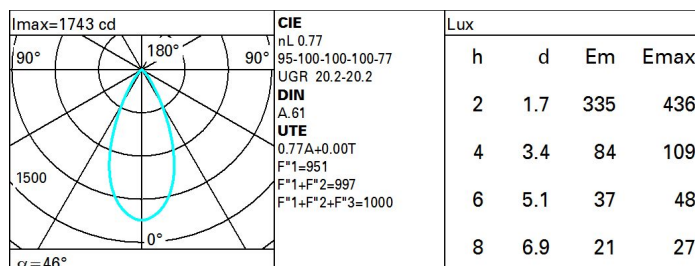 Imax=1743 cd
90°
180°
90°
1500
0°
α=46°
CIE
nL 0.77
95-100-100-100-77
UGR 20.2-20.2
DIN
A.61
UTE
0.77A+0.00T
F"1=951
F"1+F"2=997
F"1+F"2+F"3=1000
Lux
h d Em Emax
2 1.7 335 436
4 3.4 84 109
6 5.1 37 48
8 6.9 21 27